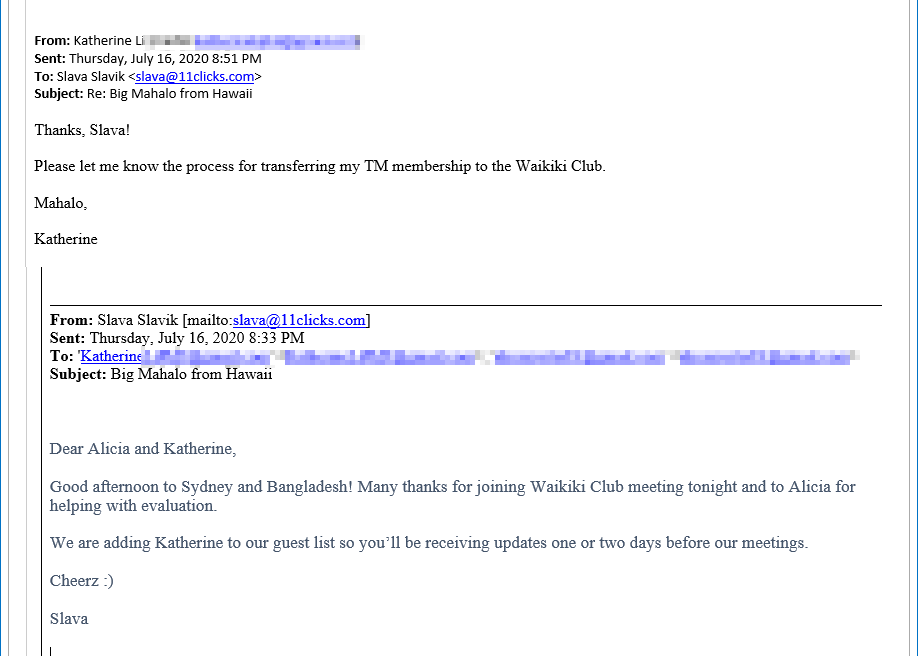 From: Katherine Li
Sent: Thursday, July 16, 2020 8:51 PM
To: Slava Slavik <slava@11clicks.com>
Subject: Re: Big Mahalo from Hawaii
Thanks, Slava!
Please let me know the process for transferring my TM membership to the Waikiki Club.
Mahalo,
Katherine
From: Slava Slavik [mailto:slava@11clicks.com]
Sent: Thursday, July 16, 2020 8:33 PM
To: 'Katherine
Subject: Big Mahalo from Hawaii
Dear Alicia and Katherine,
Good afternoon to Sydney and Bangladesh! Many thanks for joining Waikiki Club meeting tonight and to Alicia for
helping with evaluation.
We are adding Katherine to our guest list so you’ll be receiving updates one or two days before our meetings.
Cheerz :)
Slava